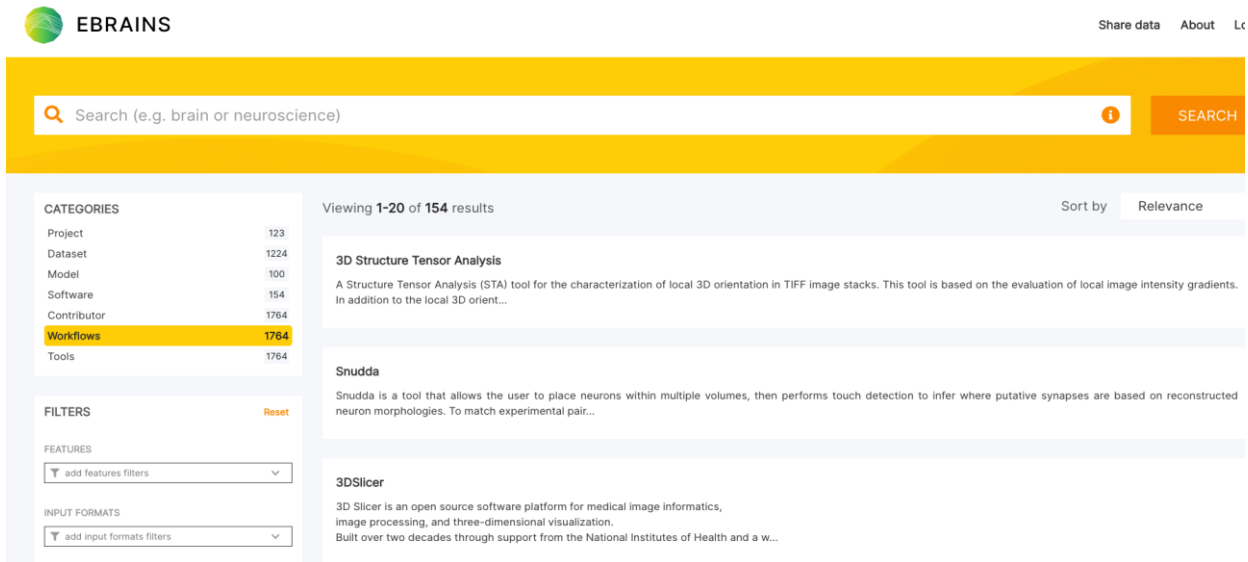 EBRAINS
Share data About
Search (e.g. brain or neuroscience)
SEARCH
CATEGORIES
Project 123
Dataset 1224
Model 100
Software 154
Contributor 1764
Workflows 1764
Tools 1764
FILTERS Reset
FEATURES
add features filters
INPUT FORMATS
add input formats filters
Viewing 1-20 of 154 results
Sort by Relevance
3D Structure Tensor Analysis
A Structure Tensor Analysis (STA) tool for the characterization of local 3D orientation in TIFF image stacks. This tool is based on the evaluation of local image intensity gradients.
In addition to the local 3D orient...
Snudda
Snudda is a tool that allows the user to place neurons within multiple volumes, then performs touch detection to infer where putative synapses are based on reconstructed
neuron morphologies. To match experimental pair...
3DSlicer
3D Slicer is an open source software platform for medical image informatics,
image processing, and three-dimensional visualization.
Built over two decades through support from the National Institutes of Health and a w...